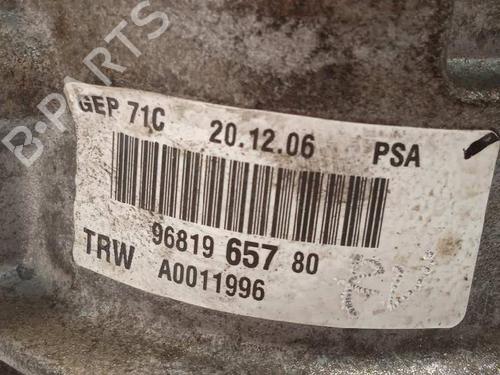 B-PARTS
GEP 71C 20.12.06 PSA
96819 657 80
TRW A0011996